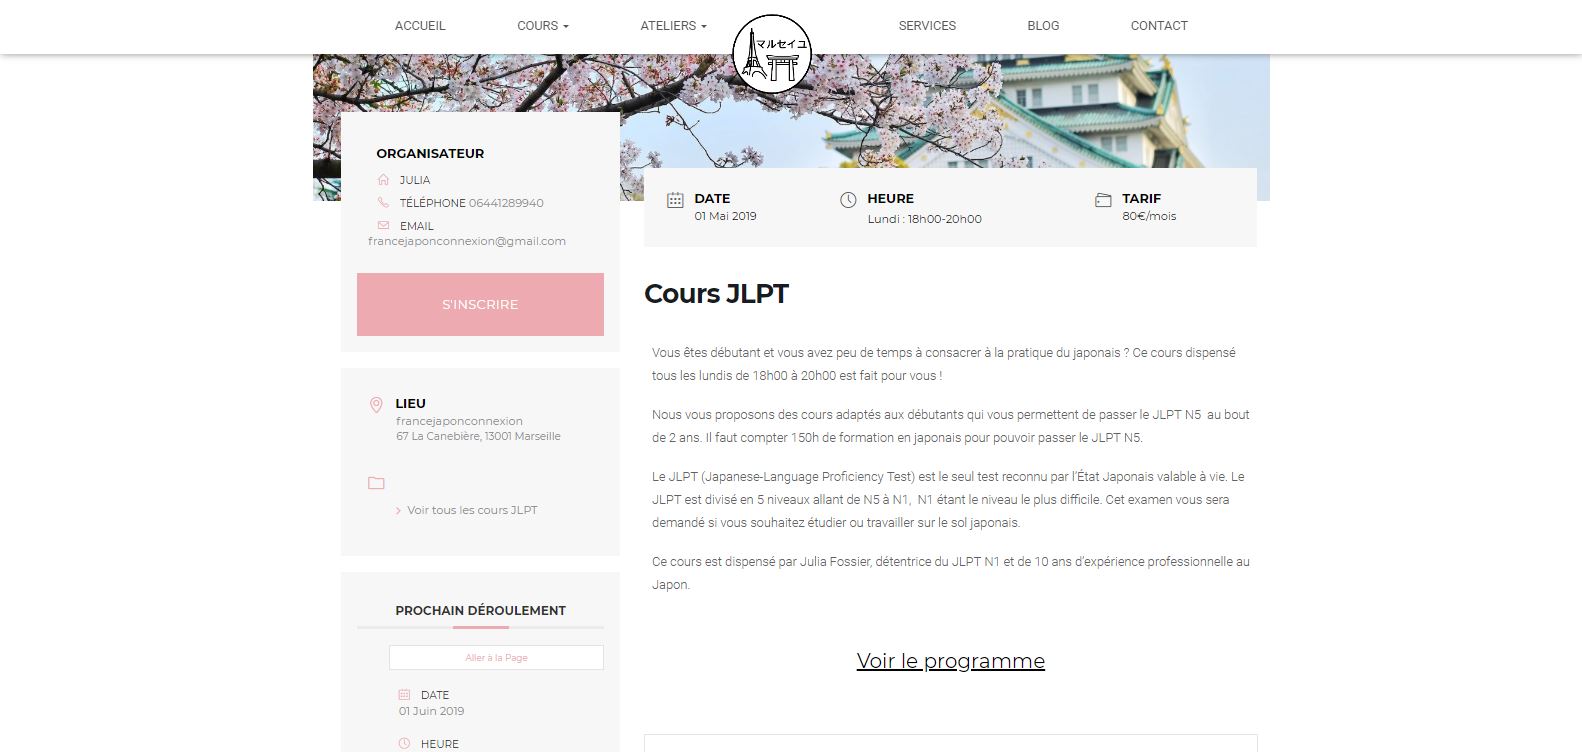 ACCUEIL
COURS
ATELIERS
マルセイユ
SERVICES
BLOG
CONTACT
ORGANISATEUR
JULIA
TÉLÉPHONE 06441289940
EMAIL
francejaponconnexion@gmail.com
S'INSCRIRE
DATE
01 Mai 2019
HEURE
Lundi : 18h00-20h00
TARIF
80€/mois
LIEU
francejaponconnexion
67 La Canebière, 13001 Marseille
Voir tous les cours JLPT
PROCHAIN DÉROULEMENT
Aller à la Page
DATE
01 Juin 2019
HEURE
Cours JLPT
Vous êtes débutant et vous avez peu de temps à consacrer à la pratique du japonais ? Ce cours dispensé
tous les lundis de 18h00 à 20h00 est fait pour vous !
Nous vous proposons des cours adaptés aux débutants qui vous permettent de passer le JLPT N5 au bout
de 2 ans. Il faut compter 150h de formation en japonais pour pouvoir passer le JLPT N5.
Le JLPT (Japanese-Language Proficiency Test) est le seul test reconnu par l’État Japonais valable à vie. Le
JLPT est divisé en 5 niveaux allant de N5 à N1, N1 étant le niveau le plus difficile. Cet examen vous sera
demandé si vous souhaitez étudier ou travailler sur le sol japonais.
Ce cours est dispensé par Julia Fossier, détentrice du JLPT N1 et de 10 ans d’expérience professionnelle au
Japon.
Voir le programme